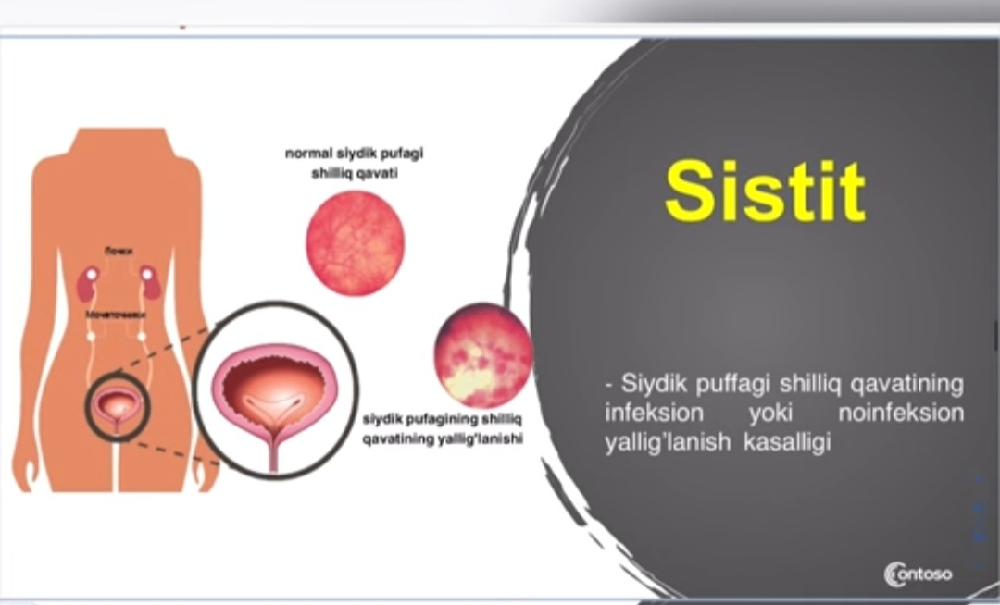 normal siydik pufagi
shilliq qavati
Почки
Мочеточники
siydik pufagining shilliq
qavatining yallig'lanishi
Sistit
- Siydik puffagi shilliq qavatining
infeksion yoki noinfeksion
yallig'lanish kasalligi
Contoso